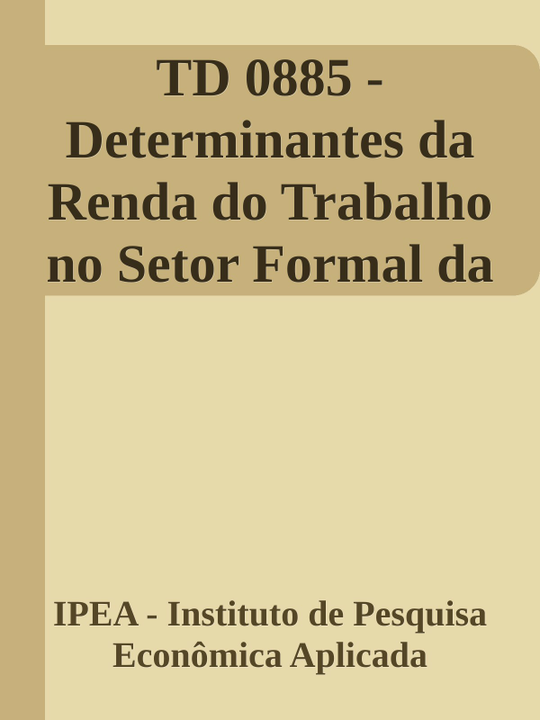 TD 0885 -
Determinantes da
Renda do Trabalho
no Setor Formal da
IPEA - Instituto de Pesquisa
Econômica Aplicada